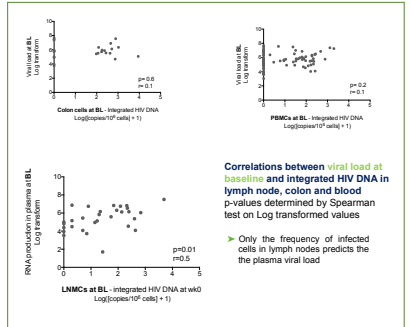 Viral load at BL
Log transform
10
8
6
4
2
0
0
1
2
3
4
5
p= 0.6
r= 0.1
Colon cells at BL - Integrated HIV DNA
Log([copies/10⁶ cells] + 1)
Viral load at BL
Log transform
10
8
6
4
2
0
0
1
2
3
4
p= 0.2
r= 0.1
PBMCs at BL - Integrated HIV DNA
Log([copies/10⁶ cells] + 1)
RNA production in plasma at BL
Log transform
10
8
6
4
2
0
0
1
2
3
4
p=0.01
r=0.5
LNMCs at BL - integrated HIV DNA at wk0
Log([copies/10⁶ cells] + 1)
Correlations between viral load at
baseline and integrated HIV DNA in
lymph node, colon and blood
p-values determined by Spearman
test on Log transformed values
➤ Only the frequency of infected
cells in lymph nodes predicts the
the plasma viral load